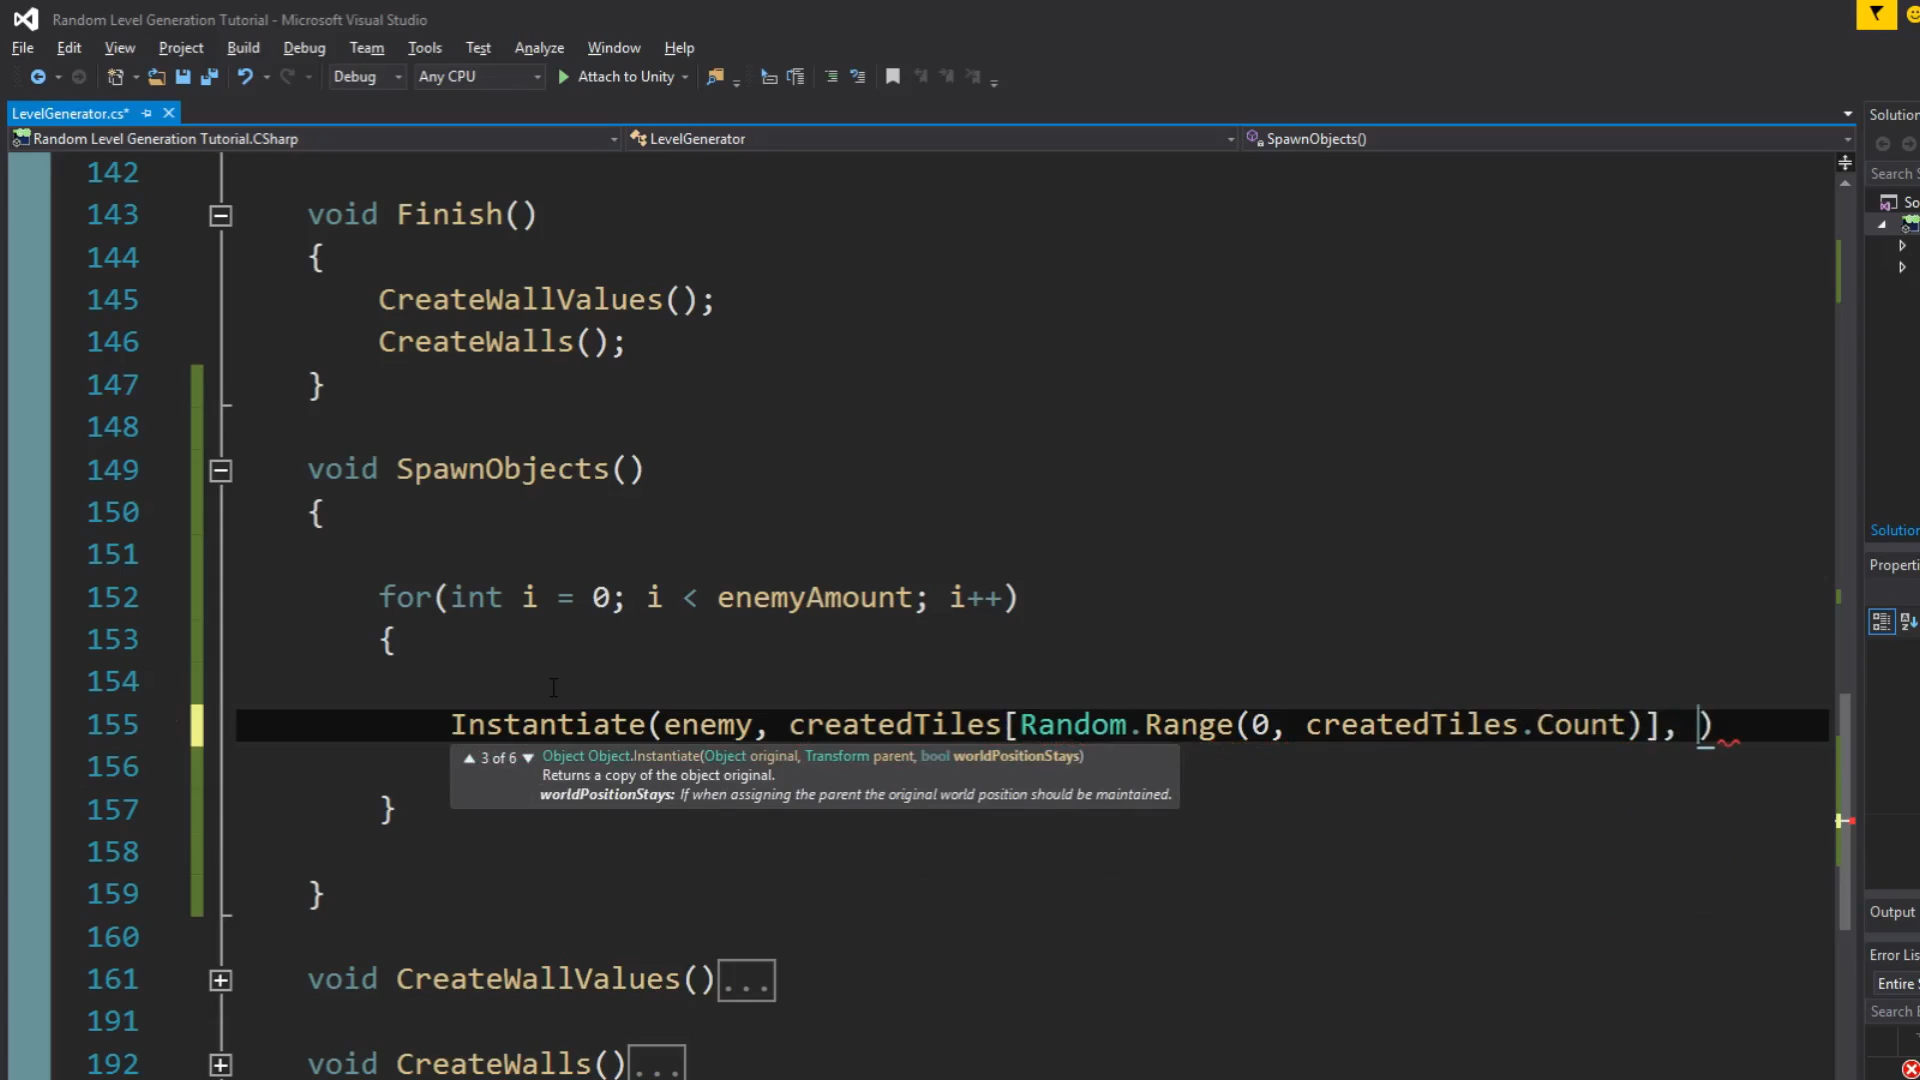 Random Level Generation Tutorial - Microsoft Visual Studio
File Edit View Project Build Debug Team Tools Test Analyze Window Help
Debug Any CPU Attach to Unity
LevelGenerator.cs*
Random Level Generation Tutorial.CSharp LevelGenerator SpawnObjects()
142
143 void Finish()
144 {
145 CreateWallValues();
146 CreateWalls();
147 }
148
149 void SpawnObjects()
150 {
151
152 for(int i = 0; i < enemyAmount; i++)
153 {
154
155 Instantiate(enemy, createdTiles[Random.Range(0, createdTiles.Count)], )
▲ 3 of 6 ▼ Object Object.Instantiate(Object original, Transform parent, bool worldPositionStays)
Returns a copy of the object original.
worldPositionStays: If when assigning the parent the original world position should be maintained.
156
157 }
158
159 }
160
161 void CreateWallValues()...
191
192 void CreateWalls()...
Solution
Search S
So
Solution
Properti
Output
Error Lis
Entire S
Search E